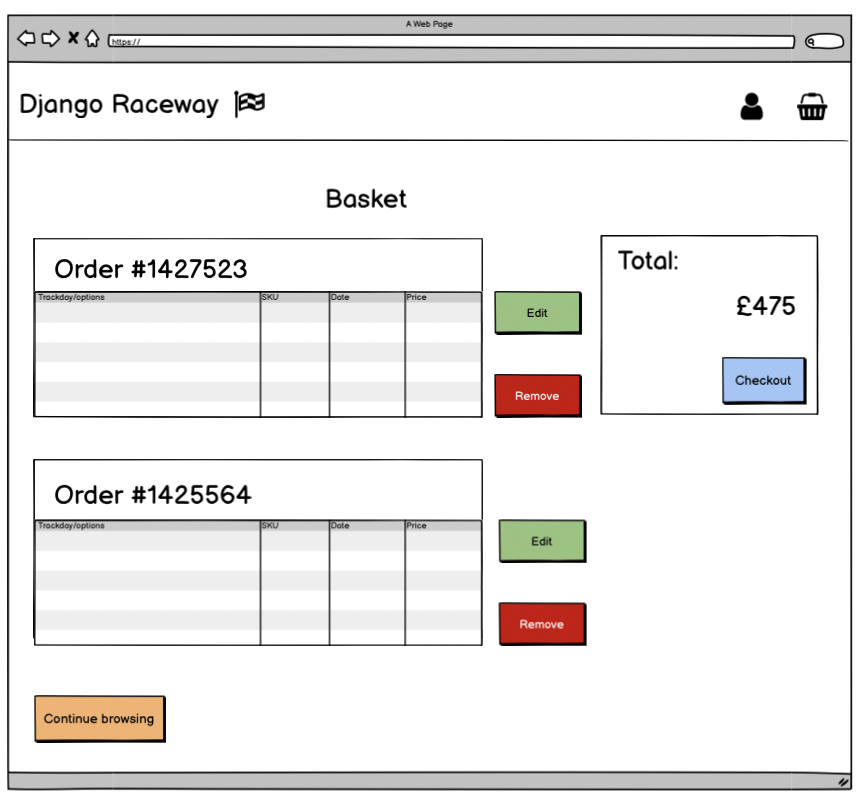 A Web Page
https://
Django Raceway
Basket
Order #1427523
Trackday/options SKU Date Price
Edit
Remove
Total:
£475
Checkout
Order #1425564
Trackday/options SKU Date Price
Edit
Remove
Continue browsing